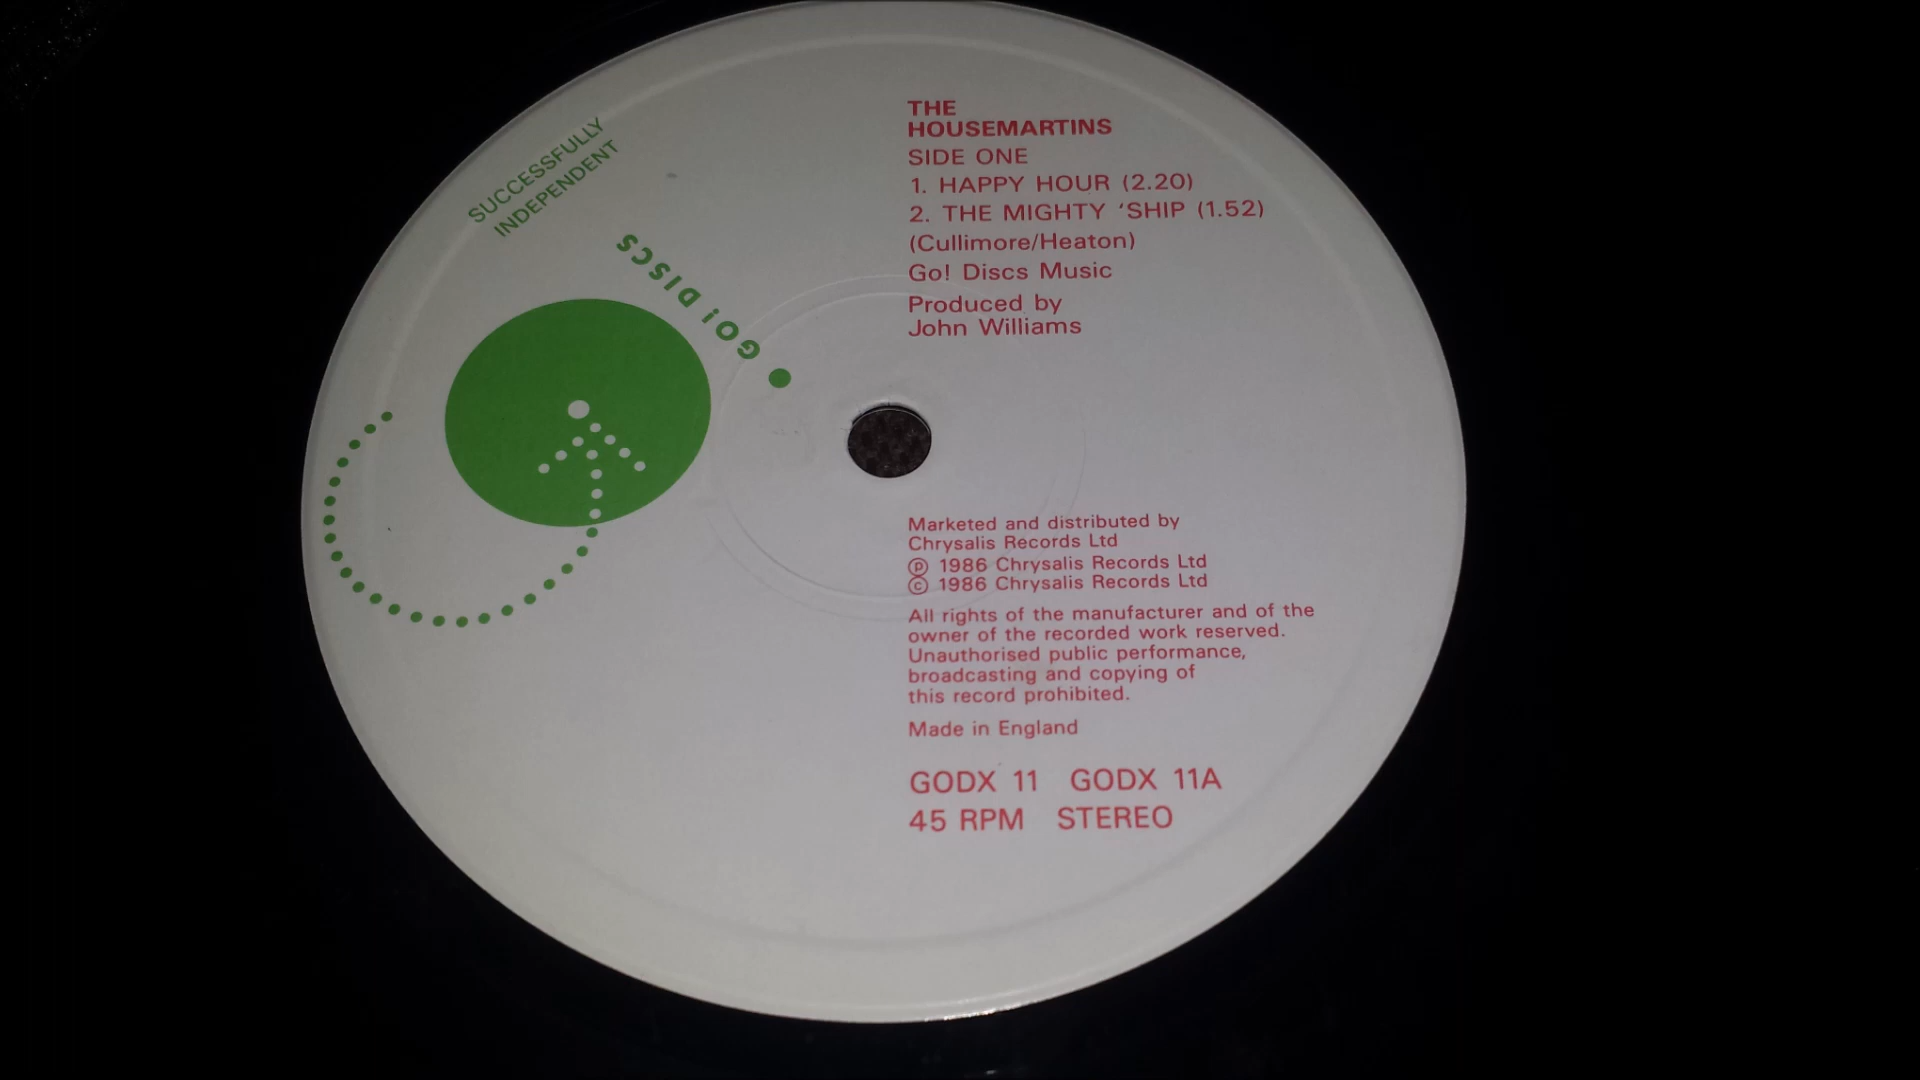 SUCCESSFULLY
INDEPENDENT
GO! DISCS
THE
HOUSEMARTINS
SIDE ONE
1. HAPPY HOUR (2.20)
2. THE MIGHTY 'SHIP (1.52)
(Cullimore/Heaton)
Go! Discs Music
Produced by
John Williams
Marketed and distributed by
Chrysalis Records Ltd
Ⓟ 1986 Chrysalis Records Ltd
© 1986 Chrysalis Records Ltd
All rights of the manufacturer and of the
owner of the recorded work reserved.
Unauthorised public performance,
broadcasting and copying of
this record prohibited.
Made in England
GODX 11 GODX 11A
45 RPM STEREO